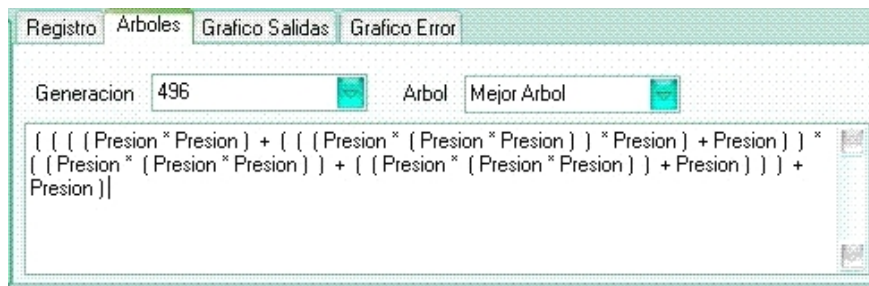 Registro Arboles Grafico Salidas Grafico Error
Generacion 496 Arbol Mejor Arbol
( ( ( ( Presion * Presion ) + ( ( ( Presion * ( Presion * Presion ) ) * Presion ) + Presion ) ) *
( ( Presion * ( Presion * Presion ) ) + ( ( Presion * ( Presion * Presion ) ) + Presion ) ) ) +
Presion )